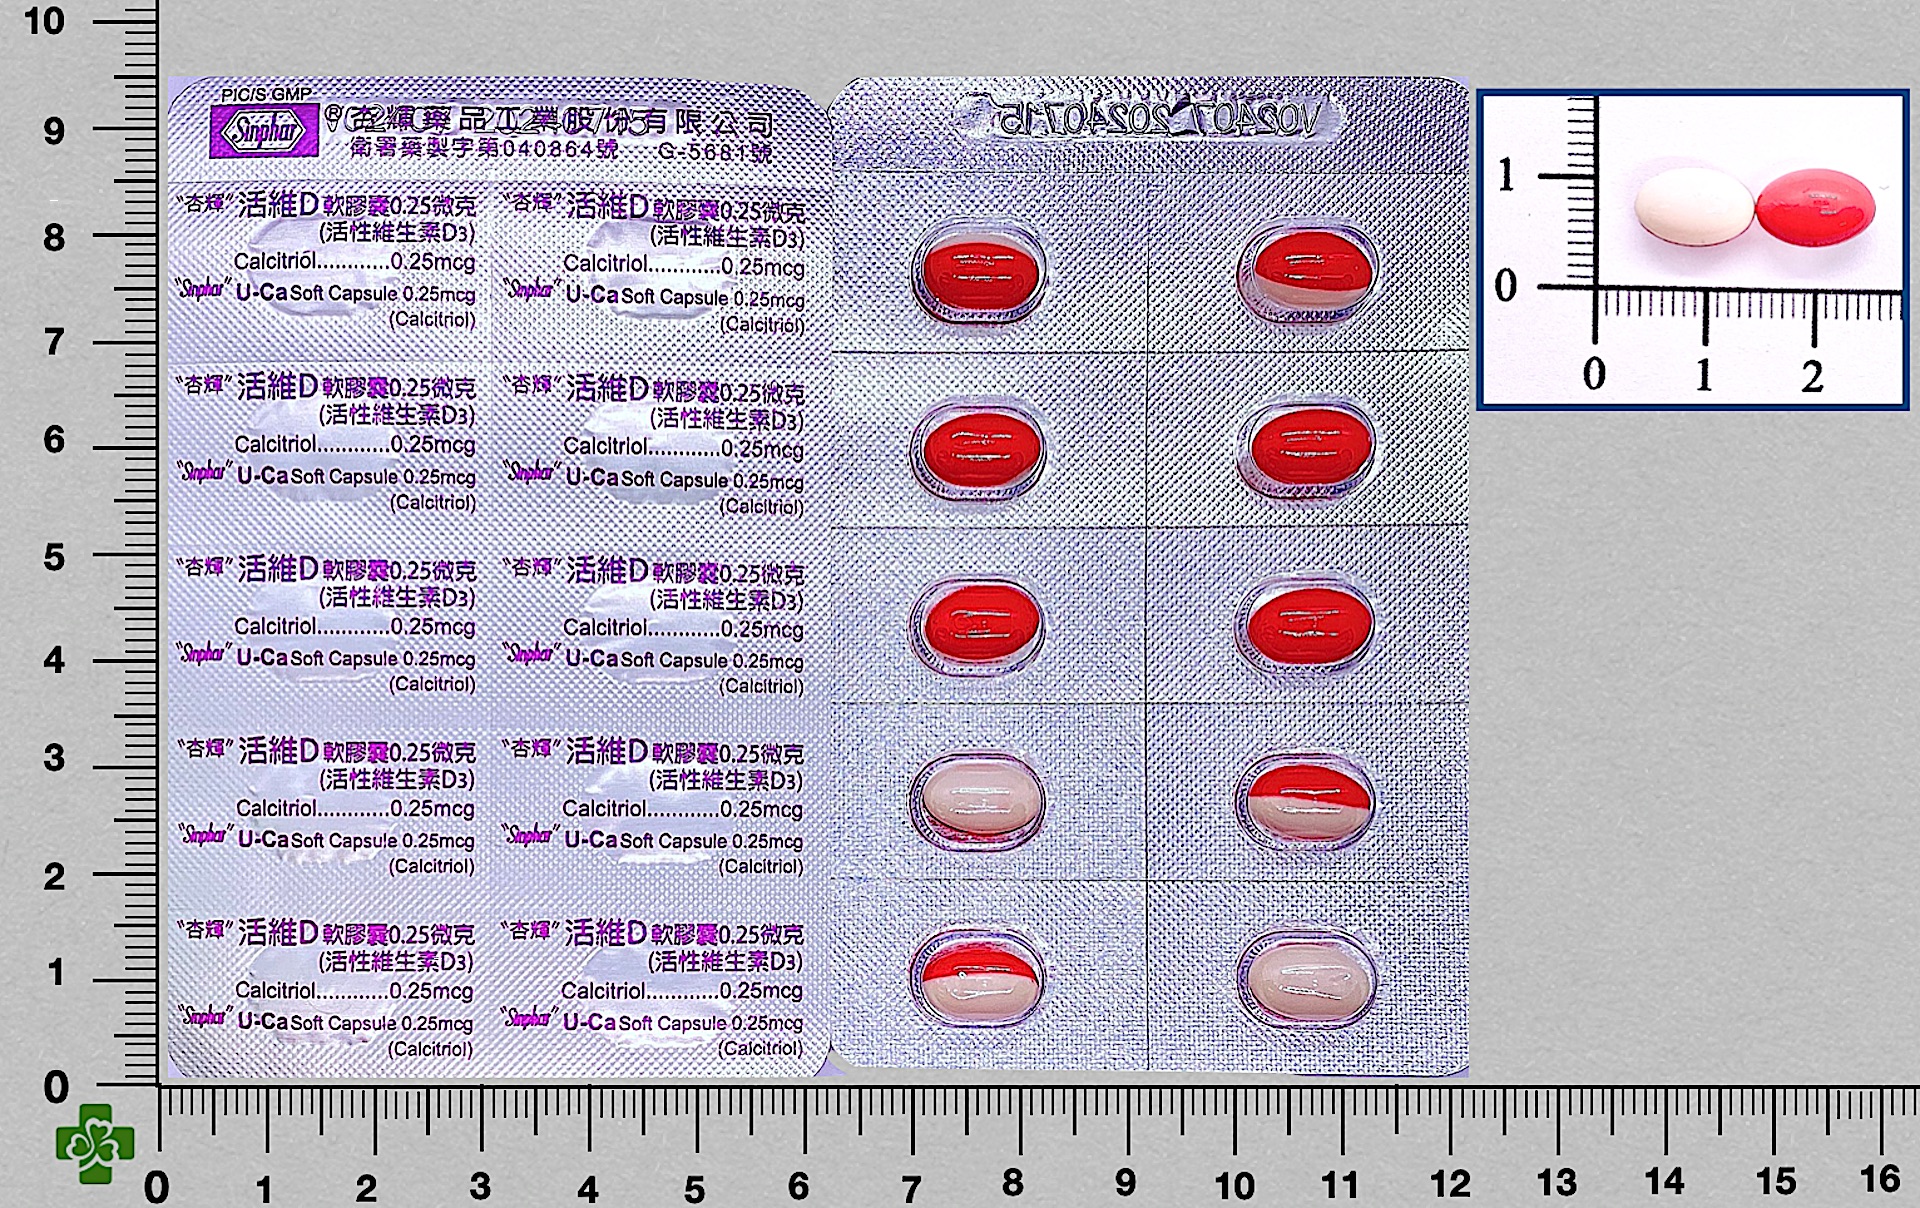 PIC/S GMP
Sinphar ® 杏輝藥品工業股份有限公司
衛署藥製字第040864號 G-5681號
V02407 20240715
"杏輝" 活維D 軟膠囊0.25微克
(活性維生素D3)
Calcitriol............0.25mcg
"Sinphar" U-Ca Soft Capsule 0.25mcg
(Calcitriol)
"杏輝" 活維D 軟膠囊0.25微克
(活性維生素D3)
Calcitriol............0.25mcg
"Sinphar" U-Ca Soft Capsule 0.25mcg
(Calcitriol)
"杏輝" 活維D 軟膠囊0.25微克
(活性維生素D3)
Calcitriol............0.25mcg
"Sinphar" U-Ca Soft Capsule 0.25mcg
(Calcitriol)
"杏輝" 活維D 軟膠囊0.25微克
(活性維生素D3)
Calcitriol............0.25mcg
"Sinphar" U-Ca Soft Capsule 0.25mcg
(Calcitriol)
"杏輝" 活維D 軟膠囊0.25微克
(活性維生素D3)
Calcitriol............0.25mcg
"Sinphar" U-Ca Soft Capsule 0.25mcg
(Calcitriol)
"杏輝" 活維D 軟膠囊0.25微克
(活性維生素D3)
Calcitriol............0.25mcg
"Sinphar" U-Ca Soft Capsule 0.25mcg
(Calcitriol)
"杏輝" 活維D 軟膠囊0.25微克
(活性維生素D3)
Calcitriol............0.25mcg
"Sinphar" U-Ca Soft Capsule 0.25mcg
(Calcitriol)
"杏輝" 活維D 軟膠囊0.25微克
(活性維生素D3)
Calcitriol............0.25mcg
"Sinphar" U-Ca Soft Capsule 0.25mcg
(Calcitriol)
"杏輝" 活維D 軟膠囊0.25微克
(活性維生素D3)
Calcitriol............0.25mcg
"Sinphar" U-Ca Soft Capsule 0.25mcg
(Calcitriol)
"杏輝" 活維D 軟膠囊0.25微克
(活性維生素D3)
Calcitriol............0.25mcg
"Sinphar" U-Ca Soft Capsule 0.25mcg
(Calcitriol)
1
0
0 1 2
10
9
8
7
6
5
4
3
2
1
0
0 1 2 3 4 5 6 7 8 9 10 11 12 13 14 15 16